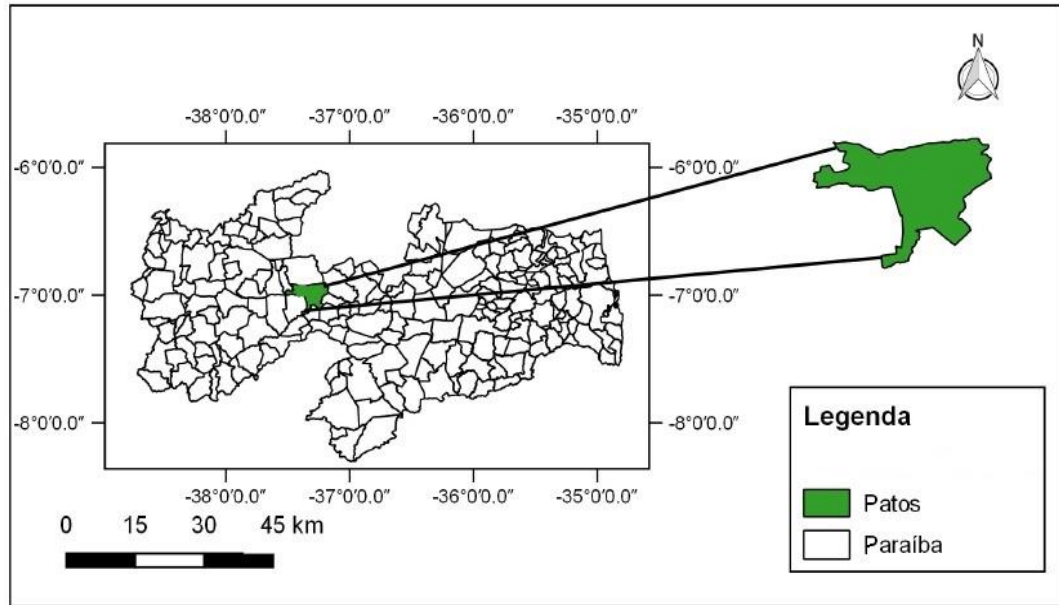 N
-38°0′0.0″ -37°0′0.0″ -36°0′0.0″ -35°0′0.0″
-6°0′0.0″ -6°0′0.0″
-7°0′0.0″ -7°0′0.0″
-8°0′0.0″ -8°0′0.0″
-38°0′0.0″ -37°0′0.0″ -36°0′0.0″ -35°0′0.0″
0 15 30 45 km
Legenda
Patos
Paraíba